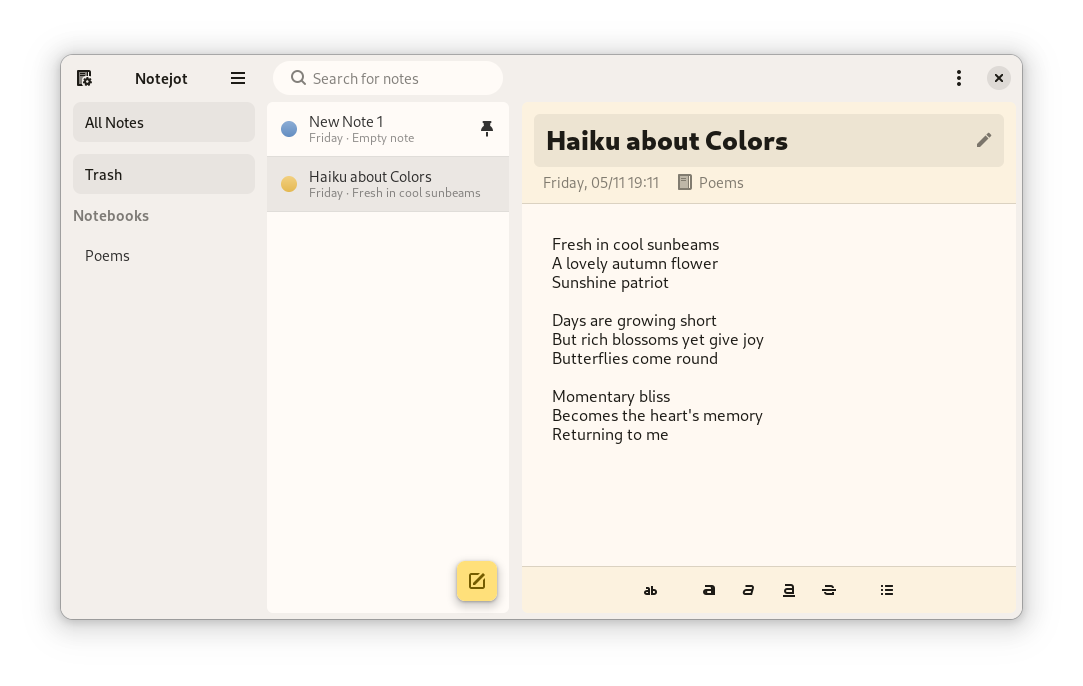 Notejot
Search for notes
All Notes
Trash
Notebooks
Poems
New Note 1
Friday · Empty note
Haiku about Colors
Friday · Fresh in cool sunbeams
Haiku about Colors
Friday, 05/11 19:11
Poems
Fresh in cool sunbeams
A lovely autumn flower
Sunshine patriot
Days are growing short
But rich blossoms yet give joy
Butterflies come round
Momentary bliss
Becomes the heart's memory
Returning to me
ab a a a S